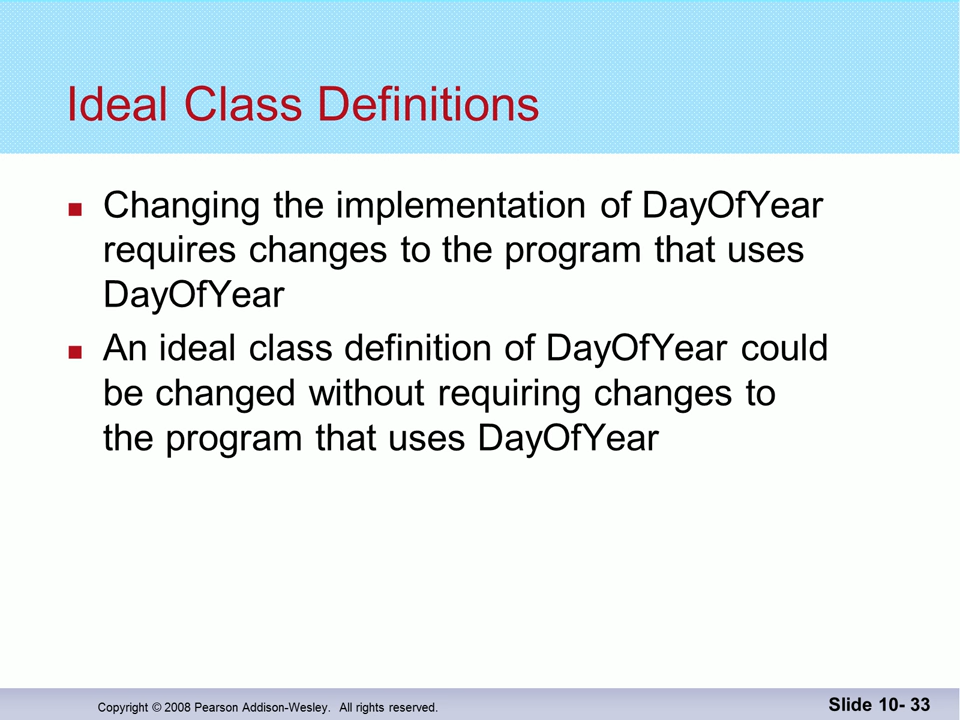 Ideal Class Definitions
Changing the implementation of DayOfYear
requires changes to the program that uses
DayOfYear
An ideal class definition of DayOfYear could
be changed without requiring changes to
the program that uses DayOfYear
Copyright © 2008 Pearson Addison-Wesley. All rights reserved.
Slide 10- 33